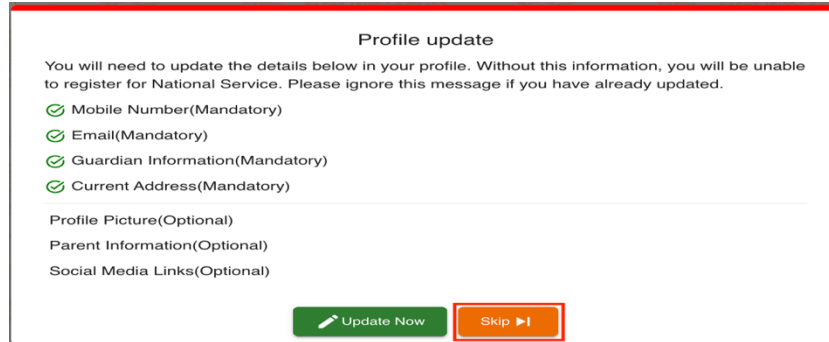 Profile update
You will need to update the details below in your profile. Without this information, you will be unable
to register for National Service. Please ignore this message if you have already updated.
Mobile Number(Mandatory)
Email(Mandatory)
Guardian Information(Mandatory)
Current Address(Mandatory)
Profile Picture(Optional)
Parent Information(Optional)
Social Media Links(Optional)
Update Now
Skip